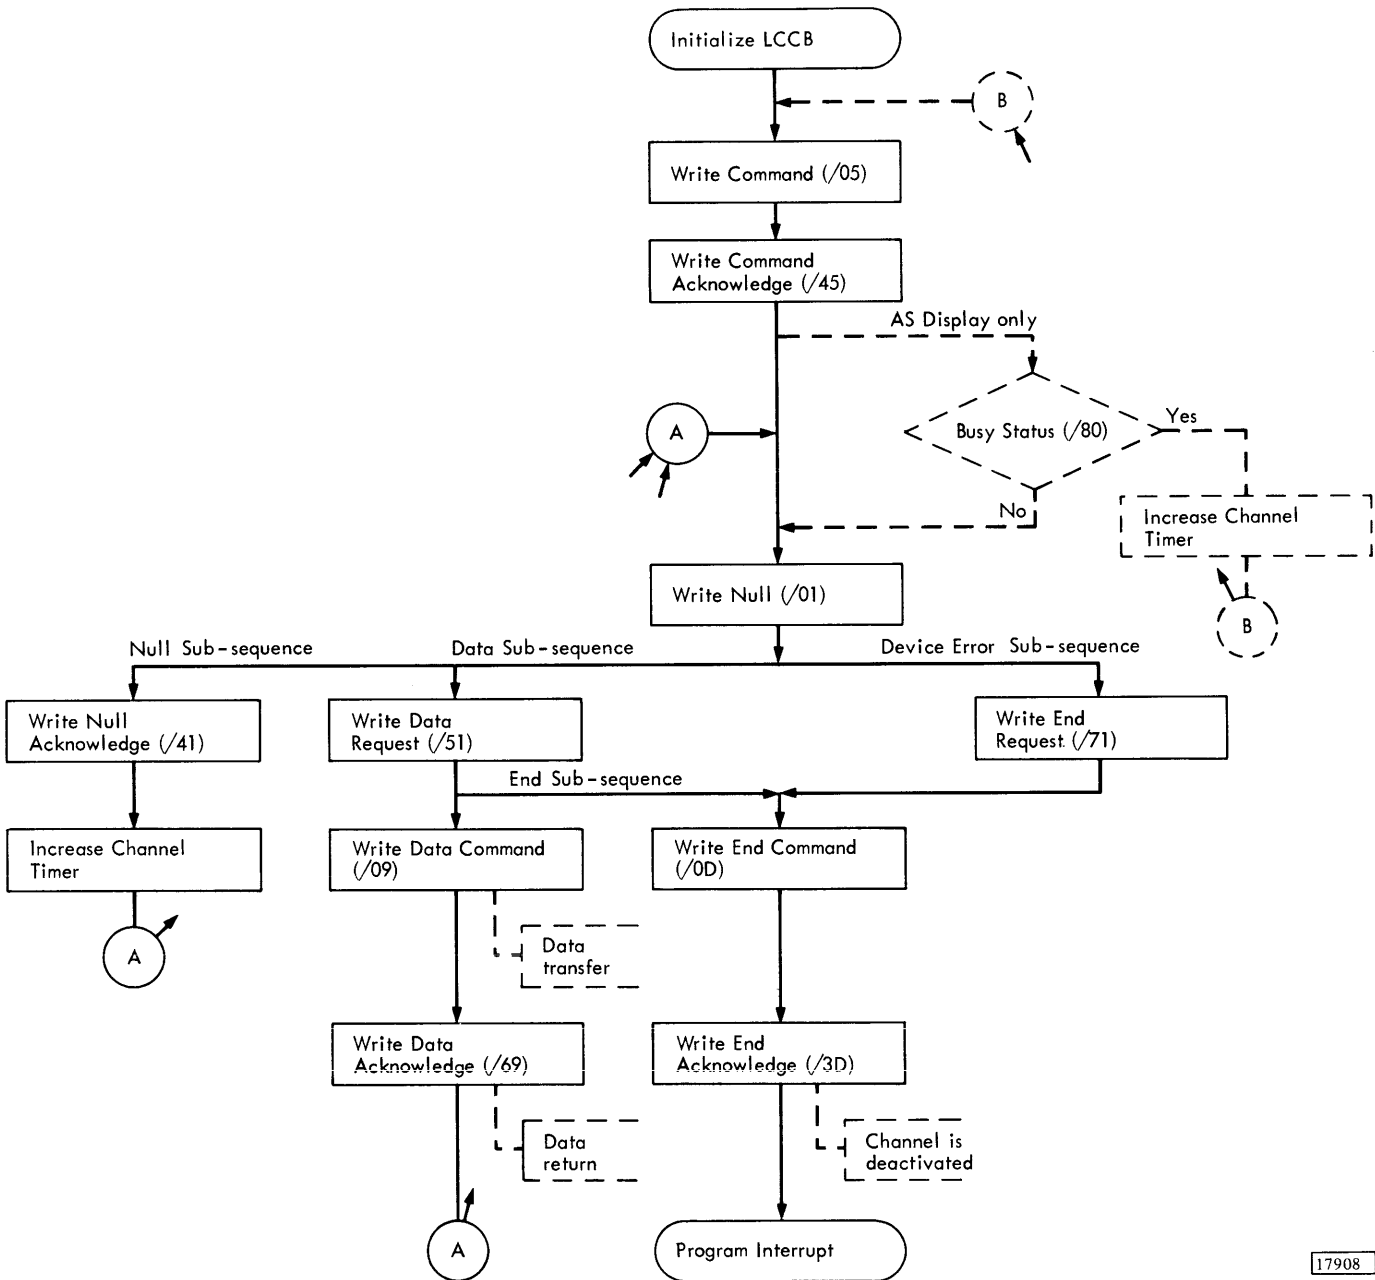 Initialize LCCB
B
Write Command (/05)
Write Command
Acknowledge (/45)
AS Display only
A
Busy Status (/80)
Yes
No
Increase Channel
Timer
Write Null (/01)
B
Null Sub-sequence
Data Sub-sequence
Device Error Sub-sequence
Write Null
Acknowledge (/41)
Write Data
Request (/51)
Write End
Request. (/71)
End Sub-sequence
Increase Channel
Timer
Write Data Command
(/09)
Write End Command
(/0D)
A
Data
transfer
Write Data
Acknowledge (/69)
Write End
Acknowledge (/3D)
Data
return
Channel is
deactivated
A
Program Interrupt
17908